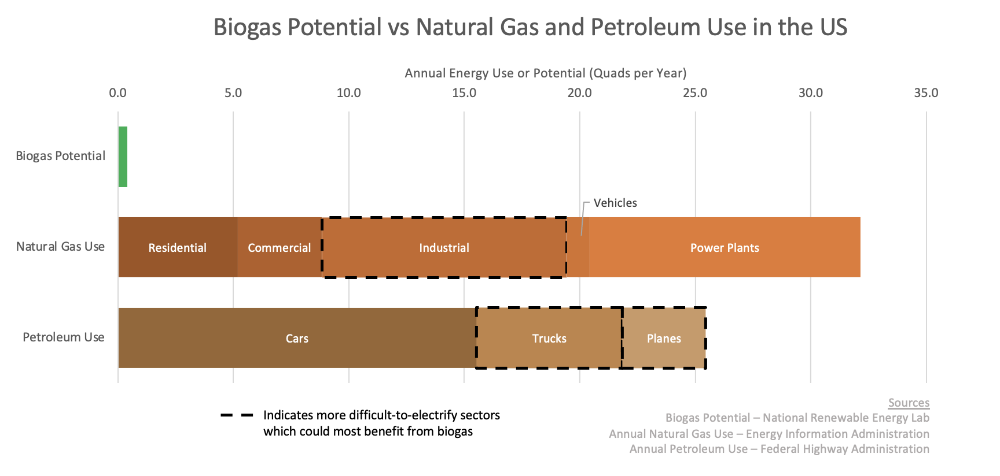 Biogas Potential vs Natural Gas and Petroleum Use in the US
Annual Energy Use or Potential (Quads per Year)
0.0 5.0 10.0 15.0 20.0 25.0 30.0 35.0
Biogas Potential
Vehicles
Natural Gas Use Residential Commercial Industrial Power Plants
Petroleum Use Cars Trucks Planes
Indicates more difficult-to-electrify sectors
which could most benefit from biogas
Sources
Biogas Potential – National Renewable Energy Lab
Annual Natural Gas Use – Energy Information Administration
Annual Petroleum Use – Federal Highway Administration